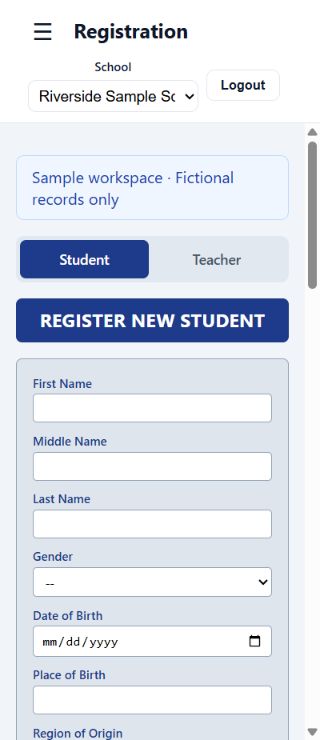 ☰ Registration
School
Riverside Sample Sc
Logout
Sample workspace · Fictional
records only
Student
Teacher
REGISTER NEW STUDENT
First Name
Middle Name
Last Name
Gender
--
Date of Birth
mm/dd/yyyy
Place of Birth
Region of Origin